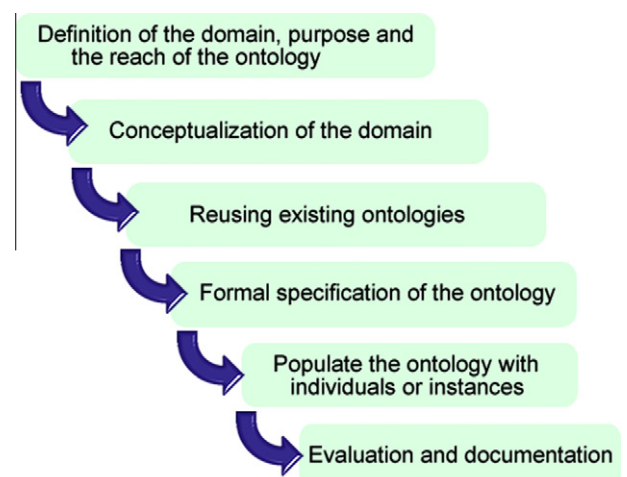 Definition of the domain, purpose and
the reach of the ontology
Conceptualization of the domain
Reusing existing ontologies
Formal specification of the ontology
Populate the ontology with
individuals or instances
Evaluation and documentation